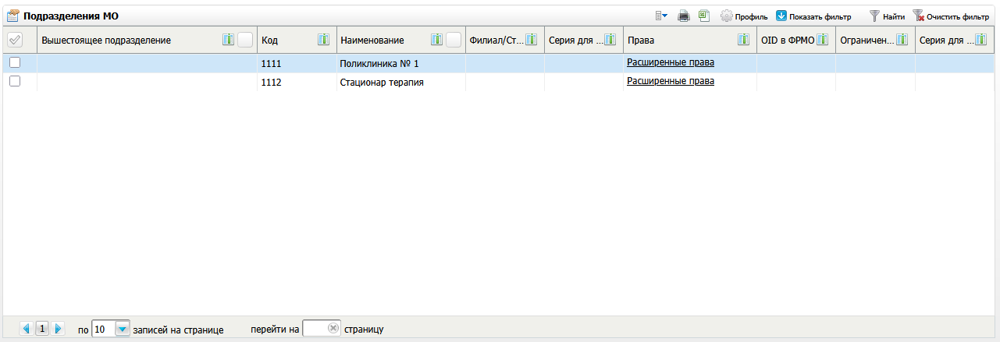 Подразделения МО Профиль Показать фильтр Найти Очистить фильтр
Вышестоящее подразделение Код Наименование Филиал/Ст... Серия для ... Права OID в ФРМО Ограничен... Серия для ...
1111 Поликлиника № 1 Расширенные права
1112 Стационар терапия Расширенные права
1 по 10 записей на странице перейти на страницу